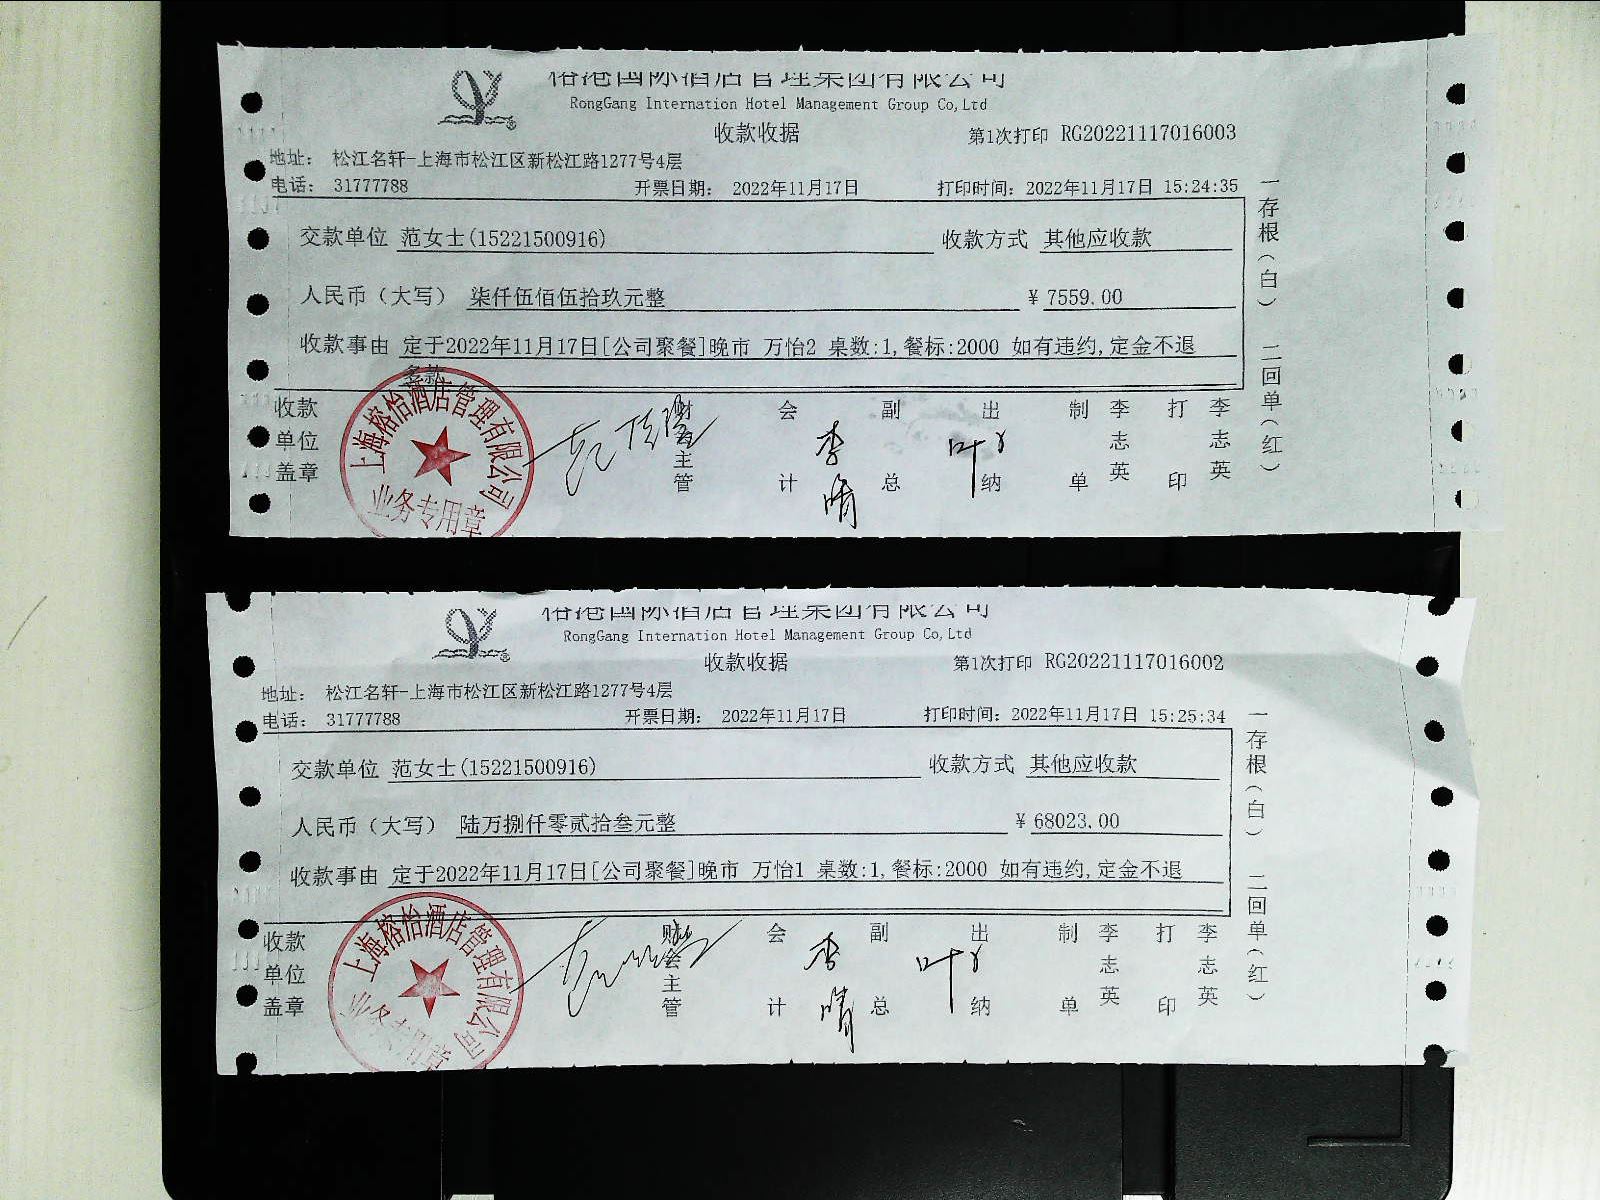 榕港国际酒店管理集团有限公司
RongGang Internation Hotel Management Group Co,Ltd
收款收据 第1次打印 RG20221117016003
地址： 松江名轩-上海市松江区新松江路1277号4层
电话： 31777788 开票日期： 2022年11月17日 打印时间：2022年11月17日 15:24:35
交款单位 范女士(15221500916) 收款方式 其他应收款
人民币（大写） 柒仟伍佰伍拾玖元整 ¥ 7559.00
收款事由 定于2022年11月17日[公司聚餐]晚市 万怡2 桌数:1,餐标:2000 如有违约,定金不退
名款
收款单位盖章 财务主管 会计 李晴 副总 出纳 叶 制单 李志英 打印 李志英
上海榕怡酒店管理有限公司
业务专用章
一存根（白） 二回单（红）
榕港国际酒店管理集团有限公司
RongGang Internation Hotel Management Group Co,Ltd
收款收据 第1次打印 RG20221117016002
地址： 松江名轩-上海市松江区新松江路1277号4层
电话： 31777788 开票日期： 2022年11月17日 打印时间：2022年11月17日 15:25:34
交款单位 范女士(15221500916) 收款方式 其他应收款
人民币（大写） 陆万捌仟零贰拾叁元整 ¥ 68023.00
收款事由 定于2022年11月17日[公司聚餐]晚市 万怡1 桌数:1,餐标:2000 如有违约,定金不退
收款单位盖章 财会主管 会计 李晴 副总 出纳 叶 制单 李志英 打印 李志英
上海榕怡酒店管理有限公司
业务专用章
一存根（白） 二回单（红）